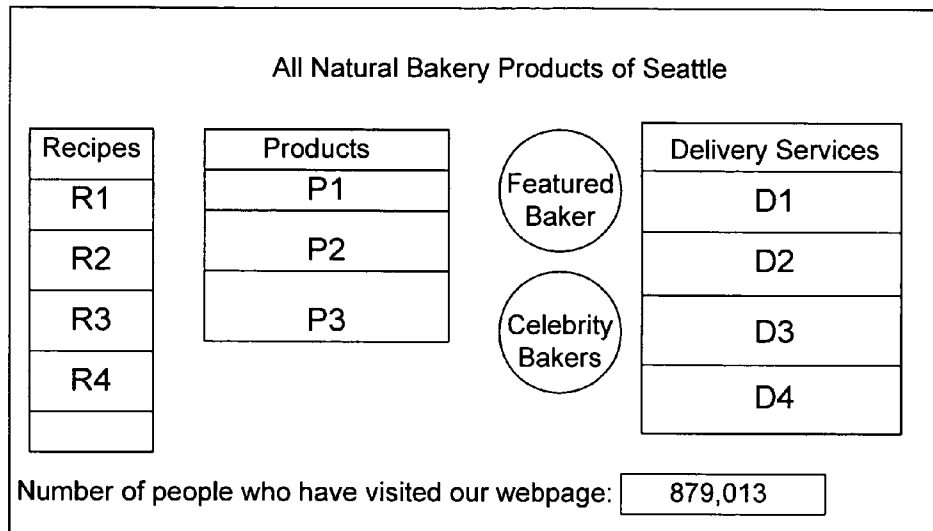 All Natural Bakery Products of Seattle
Recipes
R1
R2
R3
R4
Products
P1
P2
P3
Featured
Baker
Celebrity
Bakers
Delivery Services
D1
D2
D3
D4
Number of people who have visited our webpage: 879,013